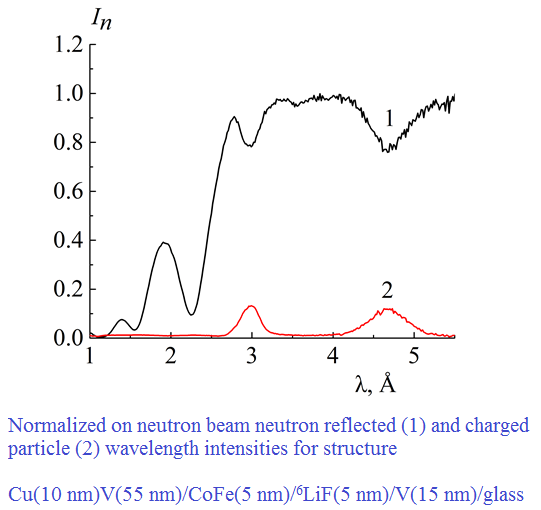 Iₙ
1.2
1.0
1
0.8
0.6
0.4
0.2
2
0.0
1 2 3 4 5
λ, Å
Normalized on neutron beam neutron reflected (1) and charged
particle (2) wavelength intensities for structure
Cu(10 nm)V(55 nm)/CoFe(5 nm)/⁶LiF(5 nm)/V(15 nm)/glass